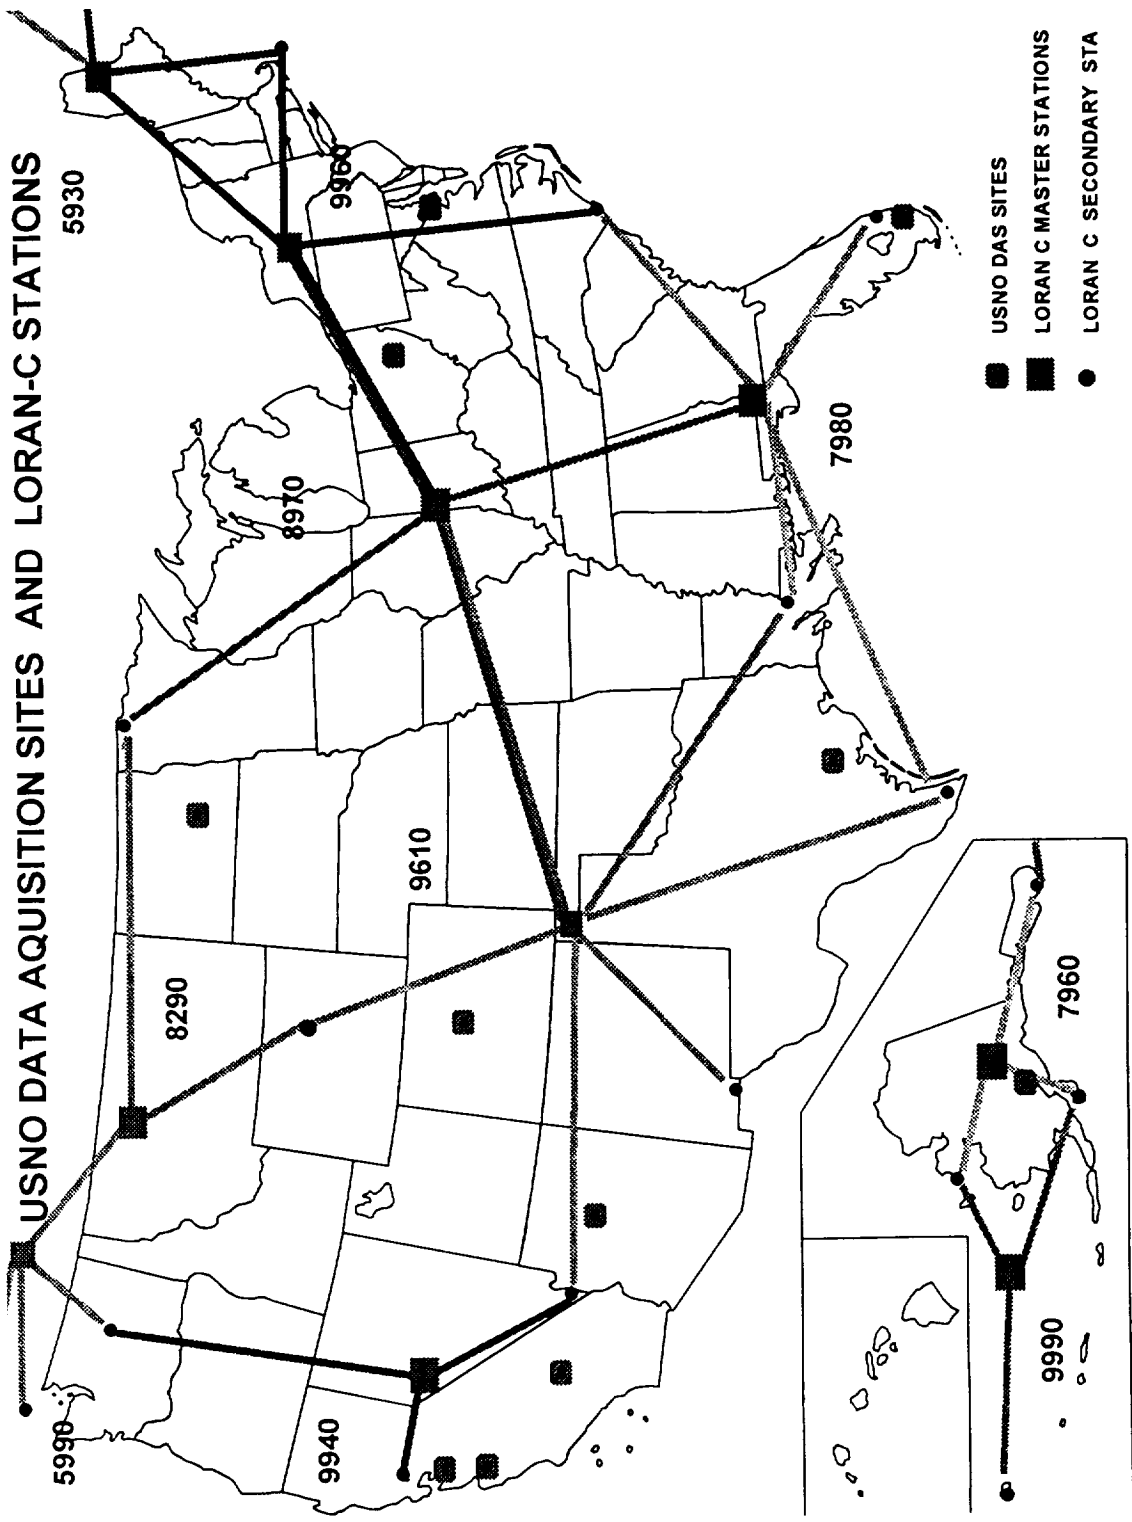 USNO DATA AQUISITION SITES AND LORAN-C STATIONS
5930
9960
8970
8290
5990
9610
9940
7980
7960
9990
USNO DAS SITES
LORAN C MASTER STATIONS
LORAN C SECONDARY STA